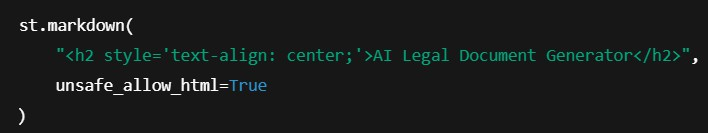 st.markdown(
    "<h2 style='text-align: center;'>AI Legal Document Generator</h2>",
    unsafe_allow_html=True
)